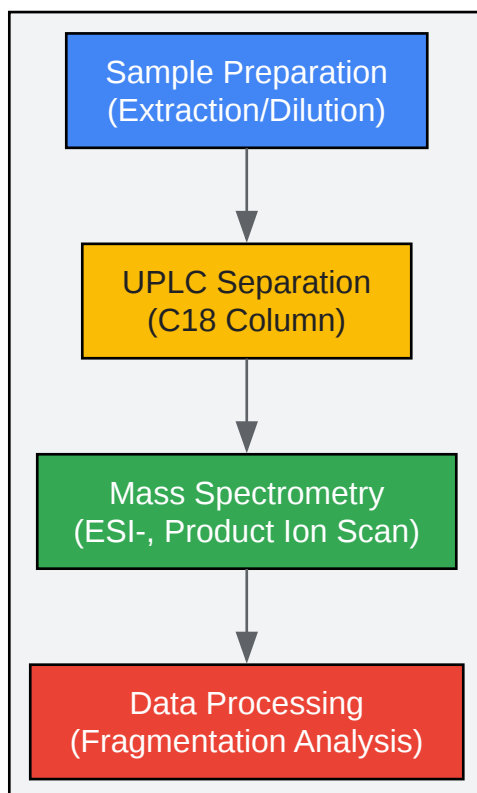 Sample Preparation
(Extraction/Dilution)
UPLC Separation
(C18 Column)
Mass Spectrometry
(ESI-, Product Ion Scan)
Data Processing
(Fragmentation Analysis)